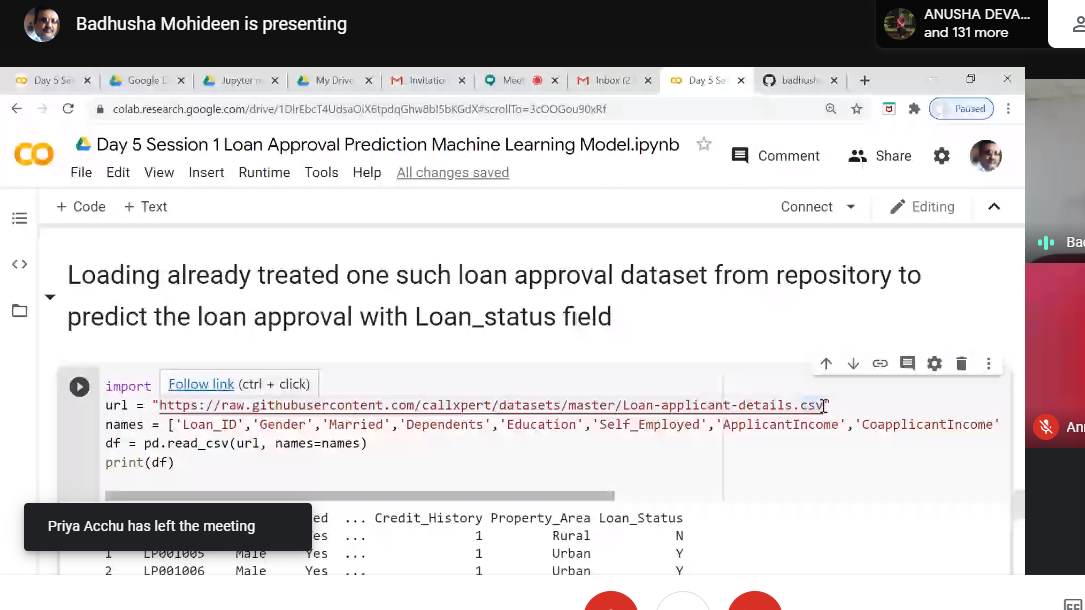 Badhusha Mohideen is presenting
ANUSHA DEVA...
and 131 more
Day 5 Se
Google D
Jupyter n
My Drive
Invitatio
Meet
Inbox (2
Day 5 Se
badhush
colab.research.google.com/drive/1DlrEbcT4UdsaOiX6tpdqGhw8bI5bKGdX#scrollTo=3cOOGou90xRf
Paused
CO
Day 5 Session 1 Loan Approval Prediction Machine Learning Model.ipynb
Comment
Share
File Edit View Insert Runtime Tools Help All changes saved
+ Code + Text
Connect
Editing
Loading already treated one such loan approval dataset from repository to
predict the loan approval with Loan_status field
Follow link (ctrl + click)
import
url = "https://raw.githubusercontent.com/callxpert/datasets/master/Loan-applicant-details.csv"
names = ['Loan_ID','Gender','Married','Dependents','Education','Self_Employed','ApplicantIncome','CoapplicantIncome'
df = pd.read_csv(url, names=names)
print(df)
ed ... Credit_History Property_Area Loan_Status
Yes ... 1 Rural N
1 LP001005 Male Yes ... 1 Urban Y
2 LP001006 Male Yes ... 1 Urban Y
Priya Acchu has left the meeting
Bad
Ann